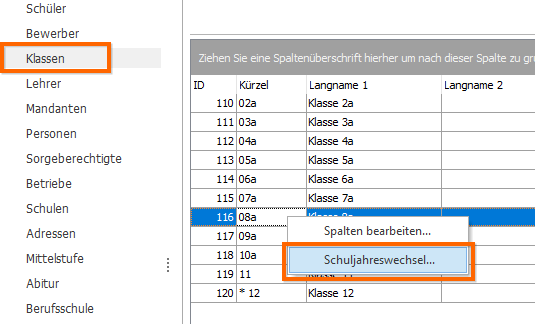 Schüler
Bewerber
Klassen
Lehrer
Mandanten
Personen
Sorgeberechtigte
Betriebe
Schulen
Adressen
Mittelstufe
Abitur
Berufsschule
Ziehen Sie eine Spaltenüberschrift hierher um nach dieser Spalte zu gr
ID Kürzel Langname 1 Langname 2
110 02a Klasse 2a
111 03a Klasse 3a
112 04a Klasse 4a
113 05a Klasse 5a
114 06a Klasse 6a
115 07a Klasse 7a
116 08a
117 09a
118 10a
119 11
120 * 12 Klasse 12
Spalten bearbeiten...
Schuljahreswechsel...